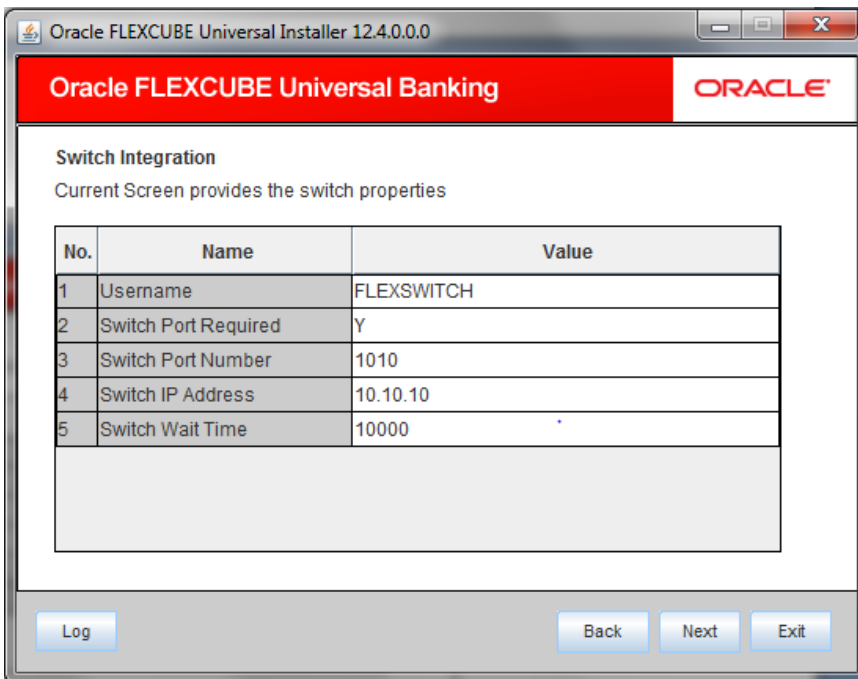 Oracle FLEXCUBE Universal Installer 12.4.0.0.0
Oracle FLEXCUBE Universal Banking
ORACLE
Switch Integration
Current Screen provides the switch properties
No. Name Value
1 Username FLEXSWITCH
2 Switch Port Required Y
3 Switch Port Number 1010
4 Switch IP Address 10.10.10
5 Switch Wait Time 10000
Log Back Next Exit